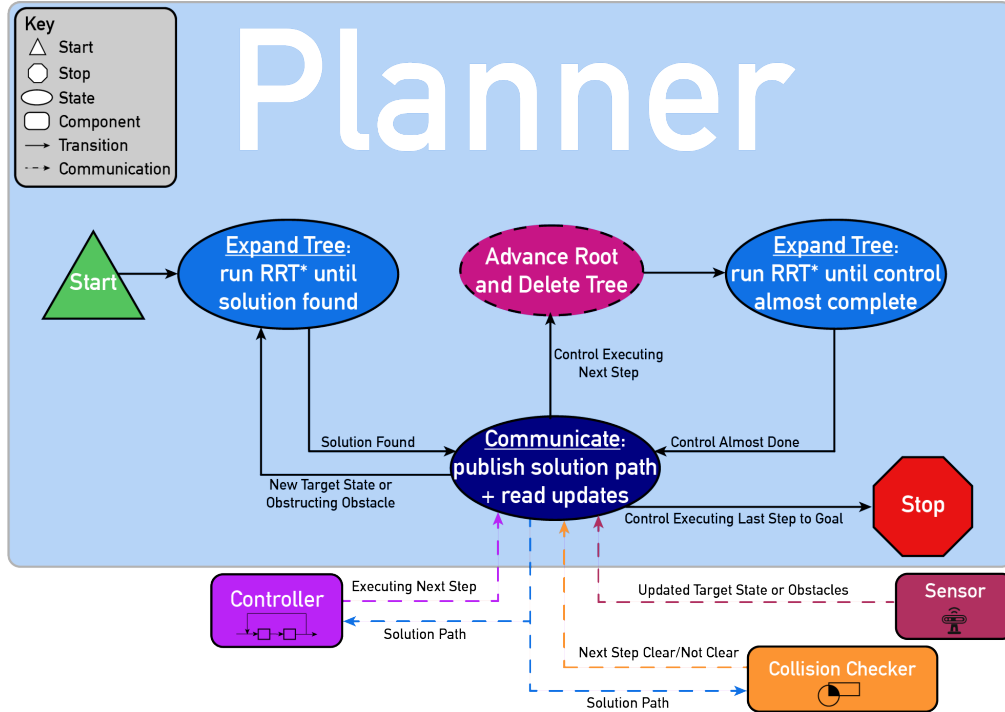 Planner
Key
Start
Stop
State
Component
Transition
Communication
Start
Expand Tree:
run RRT* until
solution found
Advance Root
and Delete Tree
Expand Tree:
run RRT* until control
almost complete
Control Executing
Next Step
Solution Found
Communicate:
publish solution path
+ read updates
Control Almost Done
New Target State or
Obstructing Obstacle
Control Executing Last Step to Goal
Stop
Controller
Executing Next Step
Solution Path
Updated Target State or Obstacles
Sensor
Next Step Clear/Not Clear
Solution Path
Collision Checker